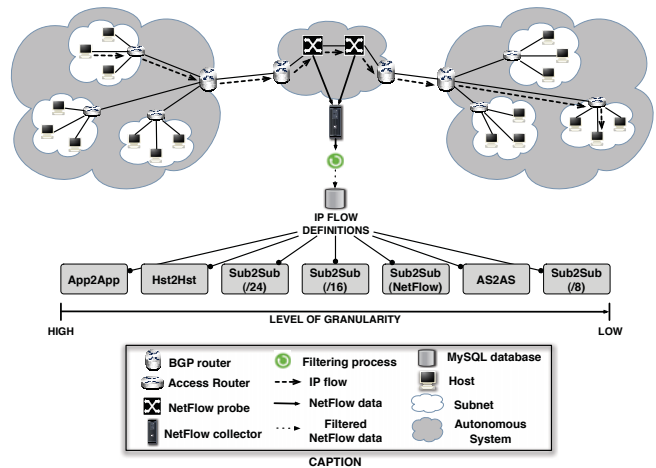 IP FLOW
DEFINITIONS
App2App
Hst2Hst
Sub2Sub
(/24)
Sub2Sub
(/16)
Sub2Sub
(NetFlow)
AS2AS
Sub2Sub
(/8)
LEVEL OF GRANULARITY
HIGH
LOW
BGP router
Filtering process
MySQL database
Access Router
IP flow
Host
NetFlow probe
NetFlow data
Subnet
NetFlow collector
Filtered
NetFlow data
Autonomous
System
CAPTION